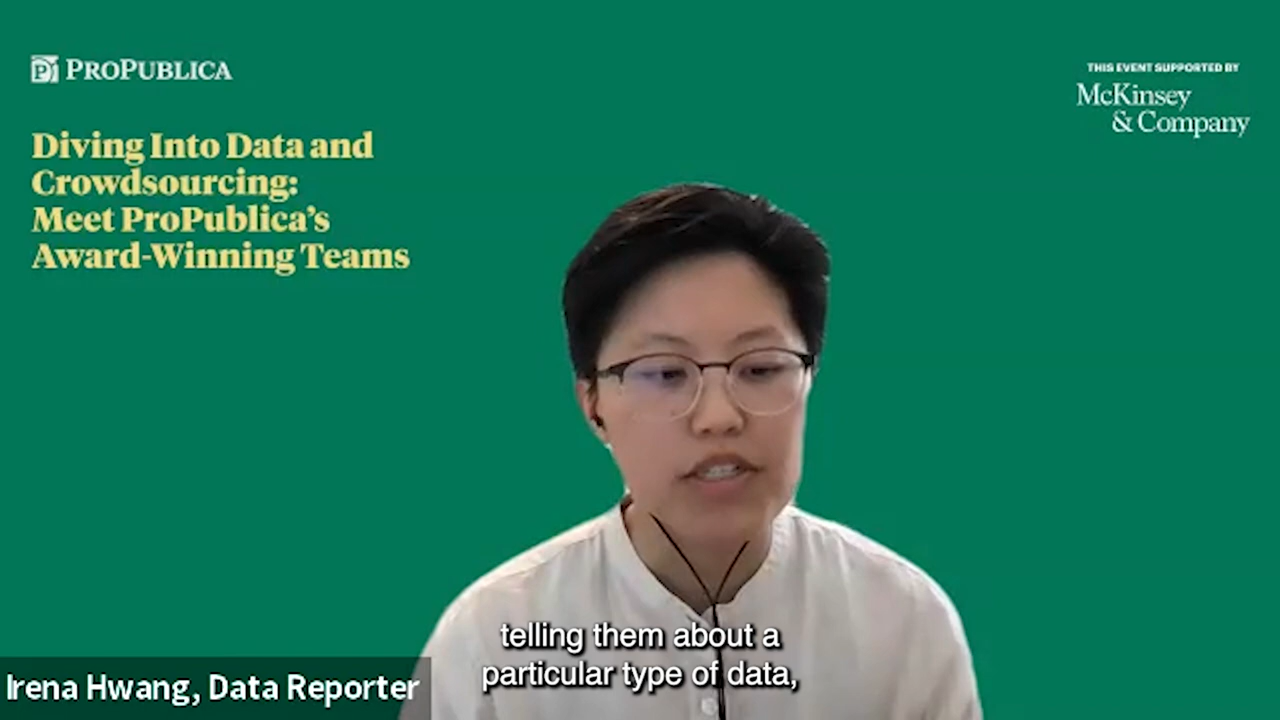 PROPUBLICA
THIS EVENT SUPPORTED BY
McKinsey
& Company
Diving Into Data and
Crowdsourcing:
Meet ProPublica’s
Award-Winning Teams
telling them about a
particular type of data,
Irena Hwang, Data Reporter